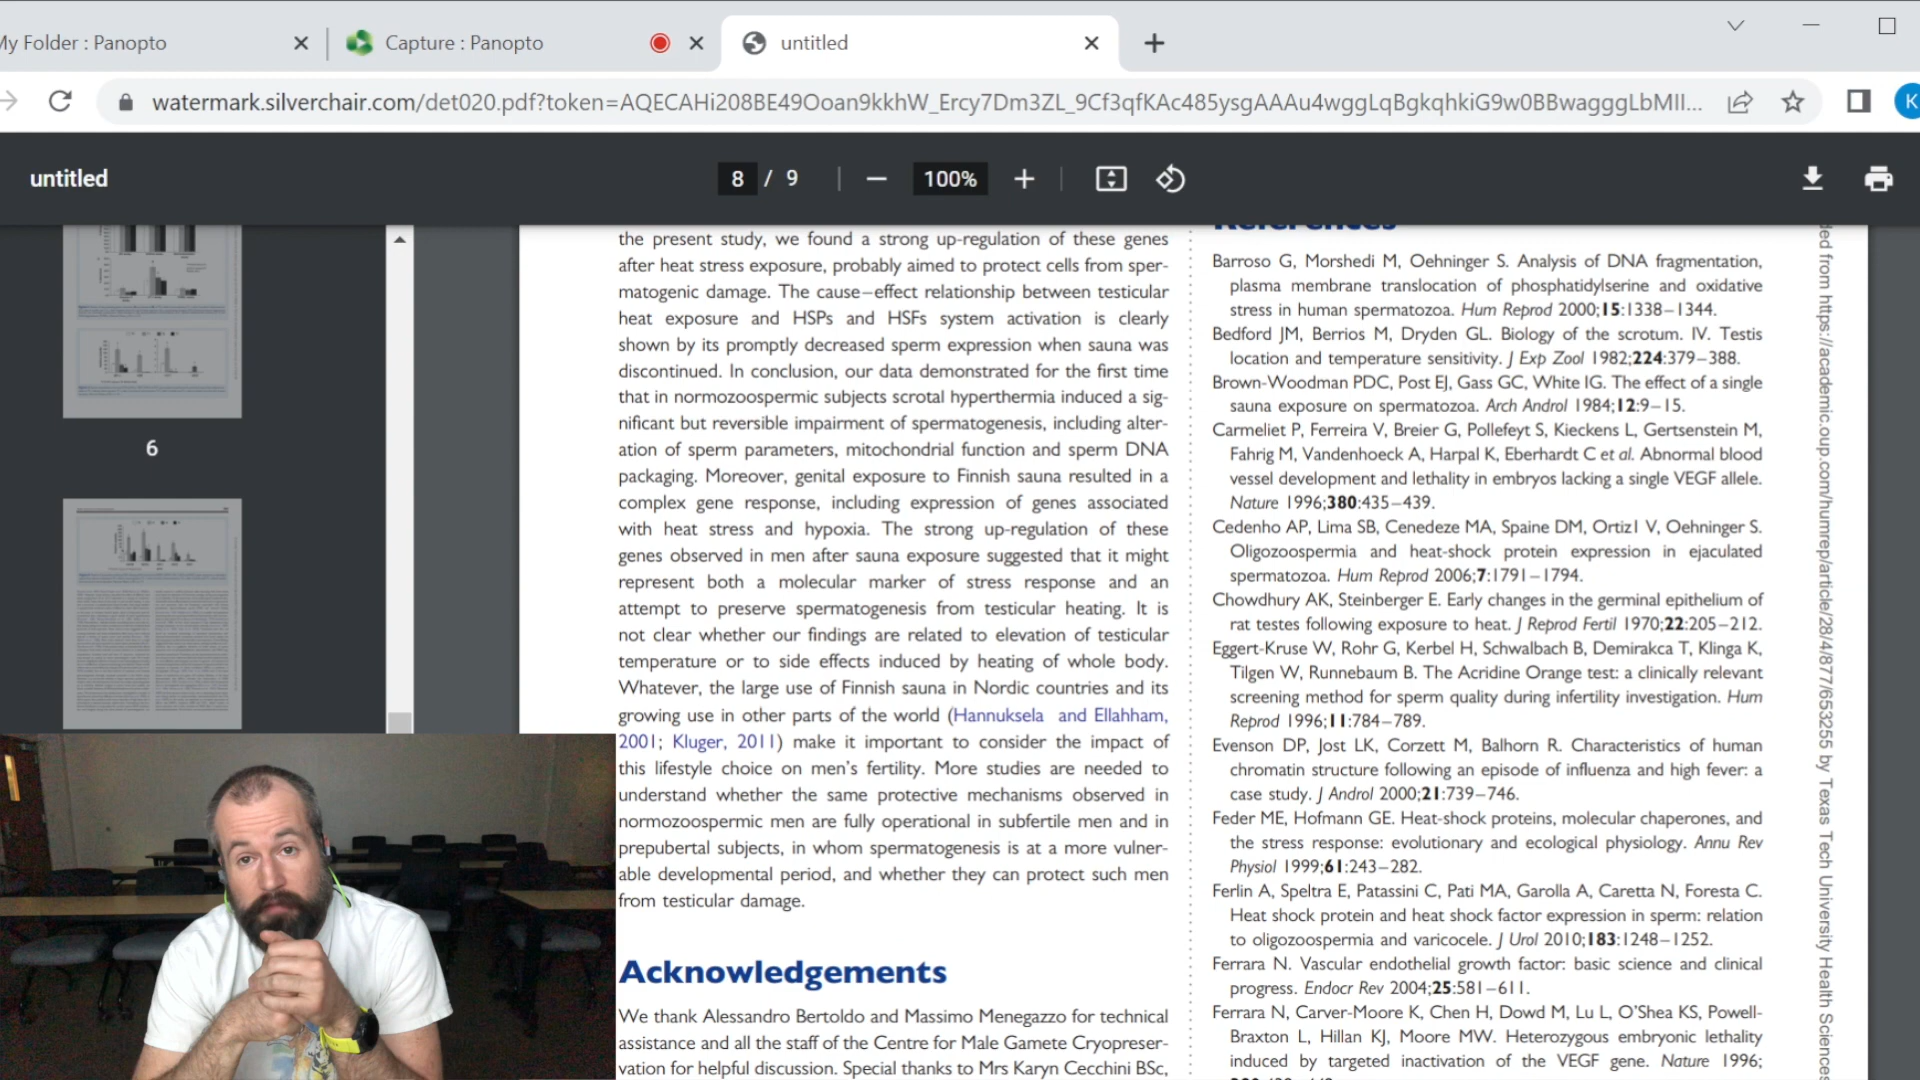 My Folder : Panopto
Capture : Panopto
untitled
watermark.silverchair.com/det020.pdf?token=AQECAHi208BE49Ooan9kkhW_Ercy7Dm3ZL_9Cf3qfKAc485ysgAAAu4wggLqBgkqhkiG9w0BBwagggLbMII...
K
untitled
8 / 9
100%
6
the present study, we found a strong up-regulation of these genes
after heat stress exposure, probably aimed to protect cells from sper-
matogenic damage. The cause–effect relationship between testicular
heat exposure and HSPs and HSFs system activation is clearly
shown by its promptly decreased sperm expression when sauna was
discontinued. In conclusion, our data demonstrated for the first time
that in normozoospermic subjects scrotal hyperthermia induced a sig-
nificant but reversible impairment of spermatogenesis, including alter-
ation of sperm parameters, mitochondrial function and sperm DNA
packaging. Moreover, genital exposure to Finnish sauna resulted in a
complex gene response, including expression of genes associated
with heat stress and hypoxia. The strong up-regulation of these
genes observed in men after sauna exposure suggested that it might
represent both a molecular marker of stress response and an
attempt to preserve spermatogenesis from testicular heating. It is
not clear whether our findings are related to elevation of testicular
temperature or to side effects induced by heating of whole body.
Whatever, the large use of Finnish sauna in Nordic countries and its
growing use in other parts of the world (Hannuksela and Ellahham,
2001; Kluger, 2011) make it important to consider the impact of
this lifestyle choice on men's fertility. More studies are needed to
understand whether the same protective mechanisms observed in
normozoospermic men are fully operational in subfertile men and in
prepubertal subjects, in whom spermatogenesis is at a more vulner-
able developmental period, and whether they can protect such men
from testicular damage.
Acknowledgements
We thank Alessandro Bertoldo and Massimo Menegazzo for technical
assistance and all the staff of the Centre for Male Gamete Cryopreser-
vation for helpful discussion. Special thanks to Mrs Karyn Cecchini BSc,
References
Barroso G, Morshedi M, Oehninger S. Analysis of DNA fragmentation,
plasma membrane translocation of phosphatidylserine and oxidative
stress in human spermatozoa. Hum Reprod 2000;15:1338–1344.
Bedford JM, Berrios M, Dryden GL. Biology of the scrotum. IV. Testis
location and temperature sensitivity. J Exp Zool 1982;224:379–388.
Brown-Woodman PDC, Post EJ, Gass GC, White IG. The effect of a single
sauna exposure on spermatozoa. Arch Androl 1984;12:9–15.
Carmeliet P, Ferreira V, Breier G, Pollefeyt S, Kieckens L, Gertsenstein M,
Fahrig M, Vandenhoeck A, Harpal K, Eberhardt C et al. Abnormal blood
vessel development and lethality in embryos lacking a single VEGF allele.
Nature 1996;380:435–439.
Cedenho AP, Lima SB, Cenedeze MA, Spaine DM, Ortiz1 V, Oehninger S.
Oligozoospermia and heat-shock protein expression in ejaculated
spermatozoa. Hum Reprod 2006;7:1791–1794.
Chowdhury AK, Steinberger E. Early changes in the germinal epithelium of
rat testes following exposure to heat. J Reprod Fertil 1970;22:205–212.
Eggert-Kruse W, Rohr G, Kerbel H, Schwalbach B, Demirakca T, Klinga K,
Tilgen W, Runnebaum B. The Acridine Orange test: a clinically relevant
screening method for sperm quality during infertility investigation. Hum
Reprod 1996;11:784–789.
Evenson DP, Jost LK, Corzett M, Balhorn R. Characteristics of human
chromatin structure following an episode of influenza and high fever: a
case study. J Androl 2000;21:739–746.
Feder ME, Hofmann GE. Heat-shock proteins, molecular chaperones, and
the stress response: evolutionary and ecological physiology. Annu Rev
Physiol 1999;61:243–282.
Ferlin A, Speltra E, Patassini C, Pati MA, Garolla A, Caretta N, Foresta C.
Heat shock protein and heat shock factor expression in sperm: relation
to oligozoospermia and varicocele. J Urol 2010;183:1248–1252.
Ferrara N. Vascular endothelial growth factor: basic science and clinical
progress. Endocr Rev 2004;25:581–611.
Ferrara N, Carver-Moore K, Chen H, Dowd M, Lu L, O'Shea KS, Powell-
Braxton L, Hillan KJ, Moore MW. Heterozygous embryonic lethality
induced by targeted inactivation of the VEGF gene. Nature 1996;
ded from https://academic.oup.com/humrep/article/28/4/877/653255 by Texas Tech University Health Sciences